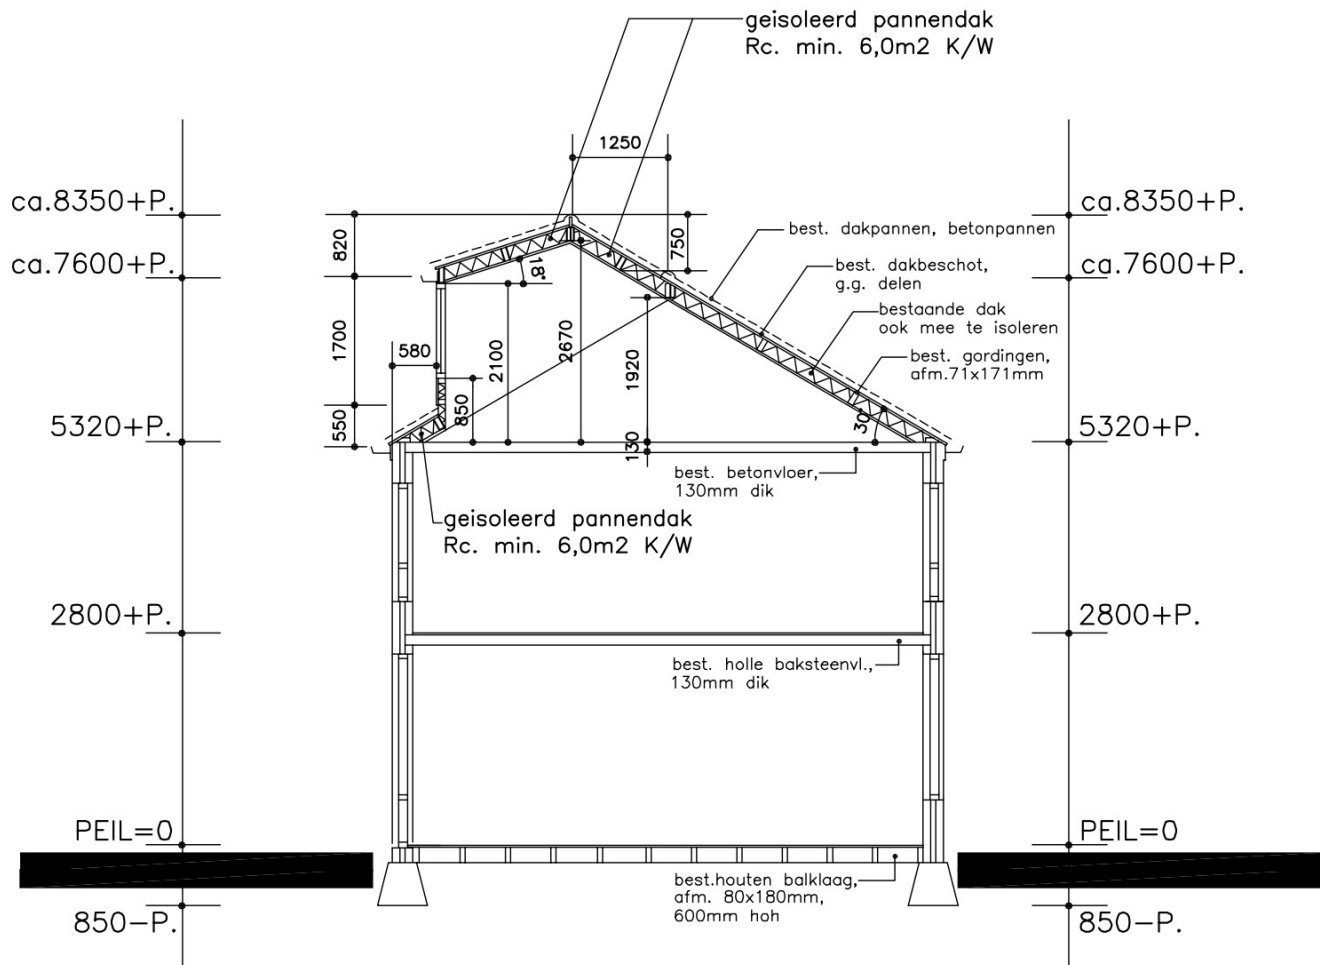 geisoleerd pannendak
Rc. min. 6,0m2 K/W
1250
ca.8350+P.
ca.8350+P.
820
750
best. dakpannen, betonpannen
ca.7600+P.
ca.7600+P.
18°
best. dakbeschot,
g.g. delen
bestaande dak
ook mee te isoleren
1700
580
2100
2670
1920
best. gordingen,
afm.71x171mm
550
850
30°
5320+P.
5320+P.
130
best. betonvloer,
130mm dik
geisoleerd pannendak
Rc. min. 6,0m2 K/W
2800+P.
2800+P.
best. holle baksteenvl.,
130mm dik
PEIL=0
PEIL=0
best.houten balklaag,
afm. 80x180mm,
600mm hoh
850-P.
850-P.